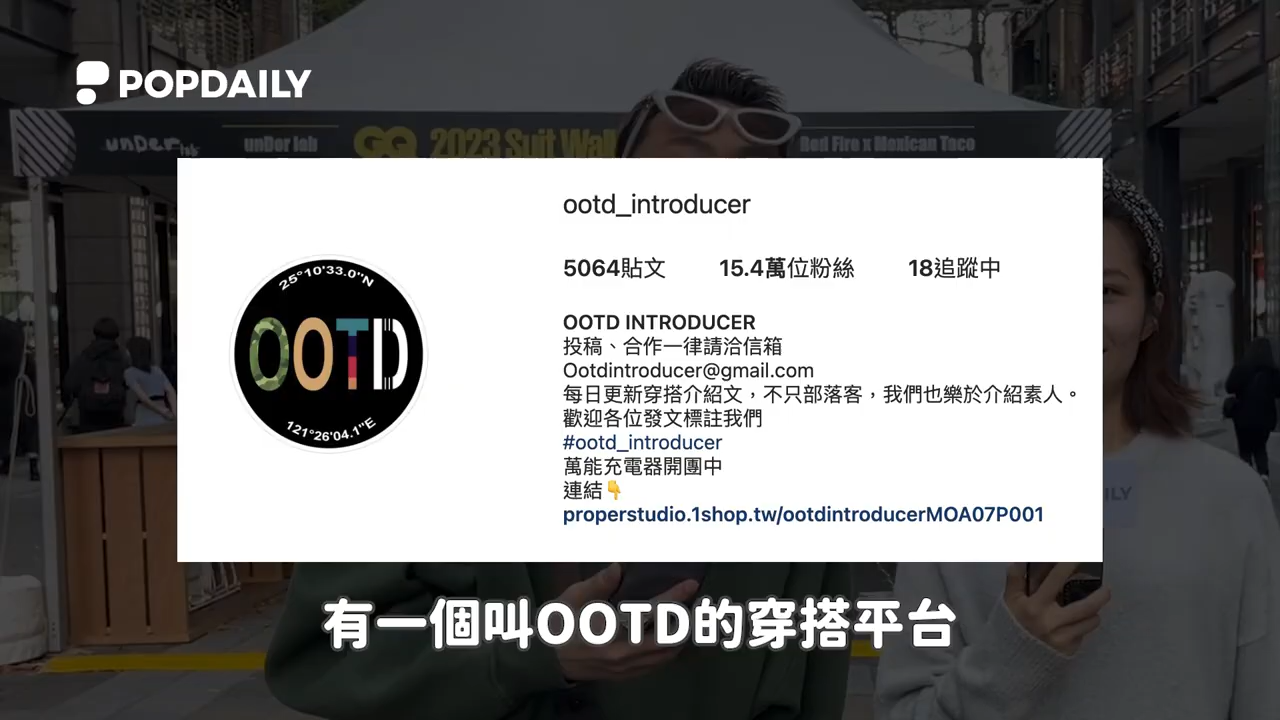 POPDAILY
unDer lab
unDer lab
GQ 2023 Suit Wal
Red Fire x Mexican Taco
ootd_introducer
5064貼文 15.4萬位粉絲 18追蹤中
25°10'33.0"N
OOTD
121°26'04.1"E
OOTD INTRODUCER
投稿、合作一律請洽信箱
Ootdintroducer@gmail.com
每日更新穿搭介紹文，不只部落客，我們也樂於介紹素人。
歡迎各位發文標註我們
#ootd_introducer
萬能充電器開團中
連結👇
properstudio.1shop.tw/ootdintroducerMOA07P001
ILY
有一個叫OOTD的穿搭平台